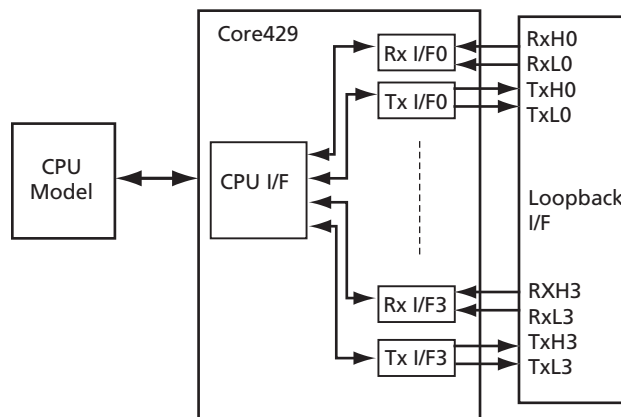 Core429
Rx I/F0
Tx I/F0
RxH0
RxL0
TxH0
TxL0
CPU
Model
CPU I/F
Loopback
I/F
Rx I/F3
Tx I/F3
RXH3
RxL3
TxH3
TxL3